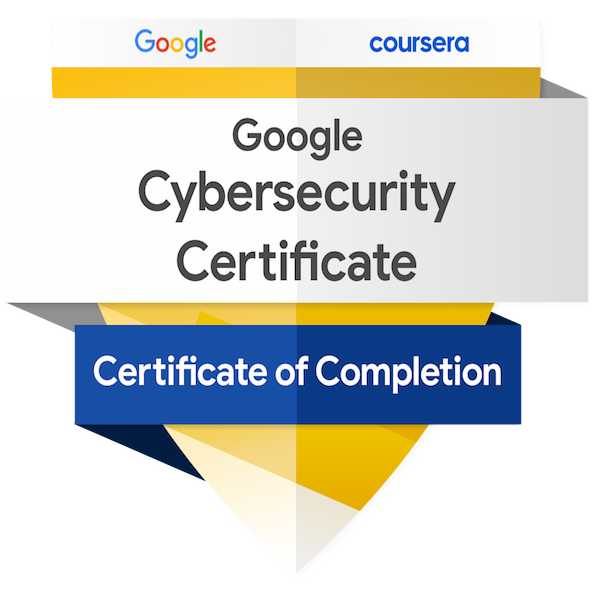 Google coursera
Google
Cybersecurity
Certificate
Certificate of Completion